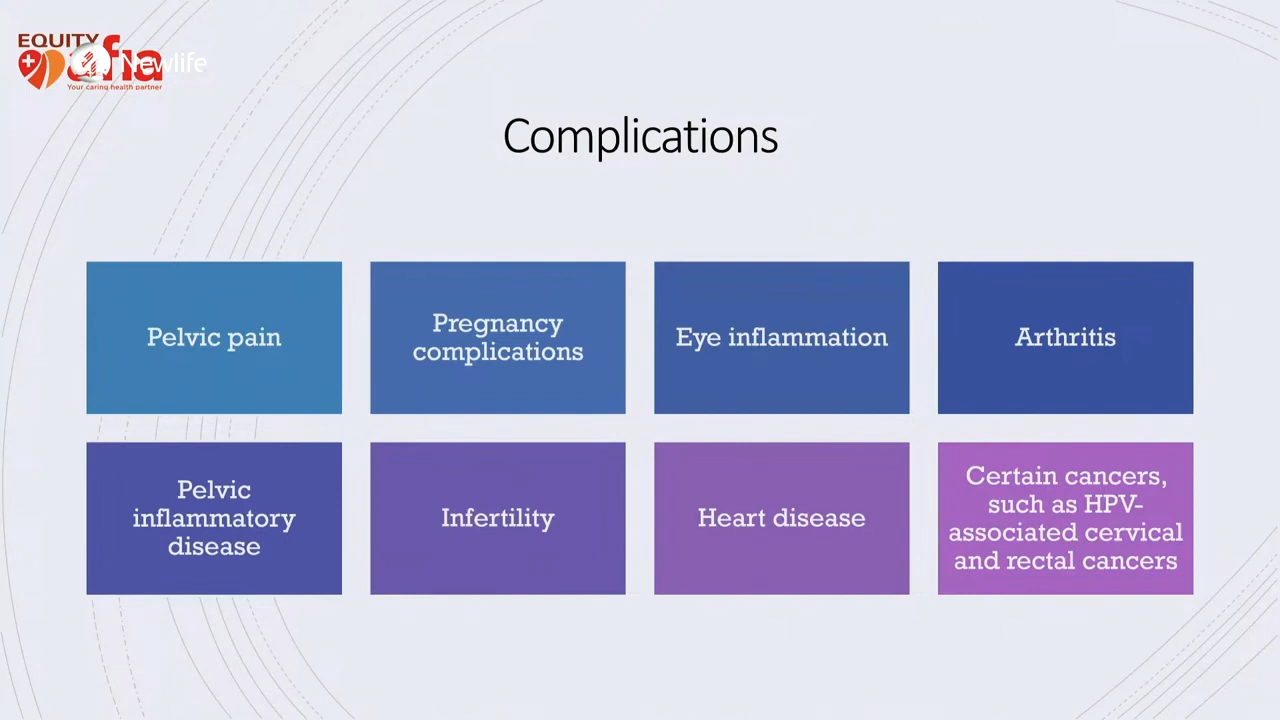 EQUITY
afia
Newlife
Your caring health partner
Complications
Pelvic pain
Pregnancy
complications
Eye inflammation
Arthritis
Pelvic
inflammatory
disease
Infertility
Heart disease
Certain cancers,
such as HPV-
associated cervical
and rectal cancers